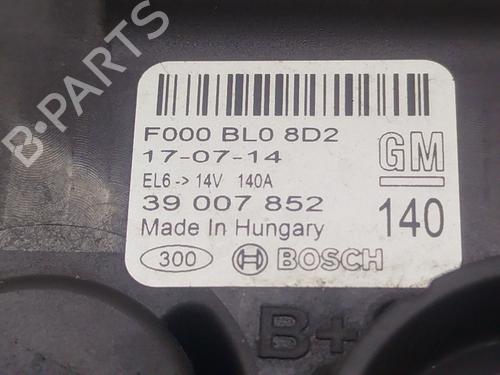 B-PARTS
F000 BL0 8D2
17-07-14
EL6-> 14V 140A
39 007 852
Made In Hungary
300 BOSCH
GM
140
B+